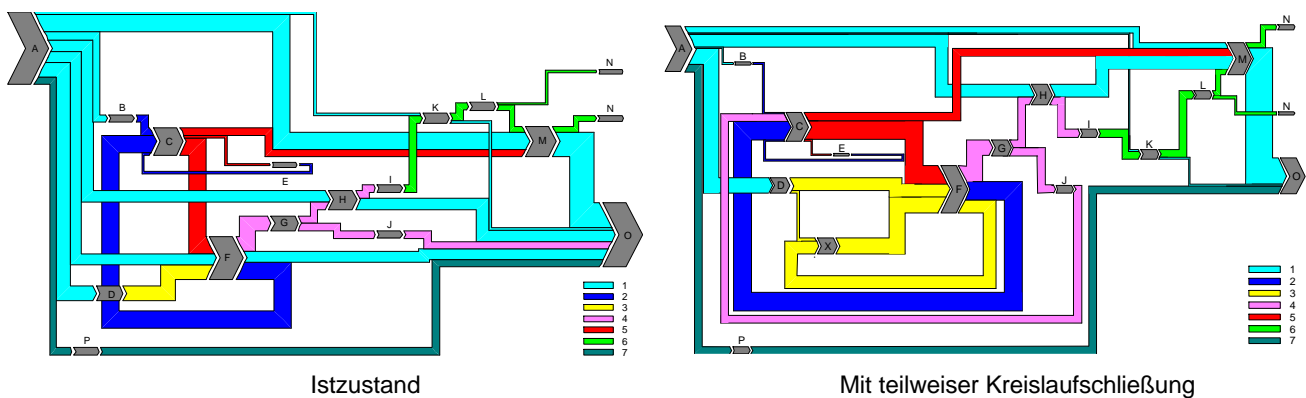 A
B
C
D
E
F
G
H
I
J
K
L
M
N
N
O
P
1
2
3
4
5
6
7
Istzustand
A
B
C
D
E
F
G
H
I
J
K
L
M
N
N
O
P
X
1
2
3
4
5
6
7
Mit teilweiser Kreislaufschließung